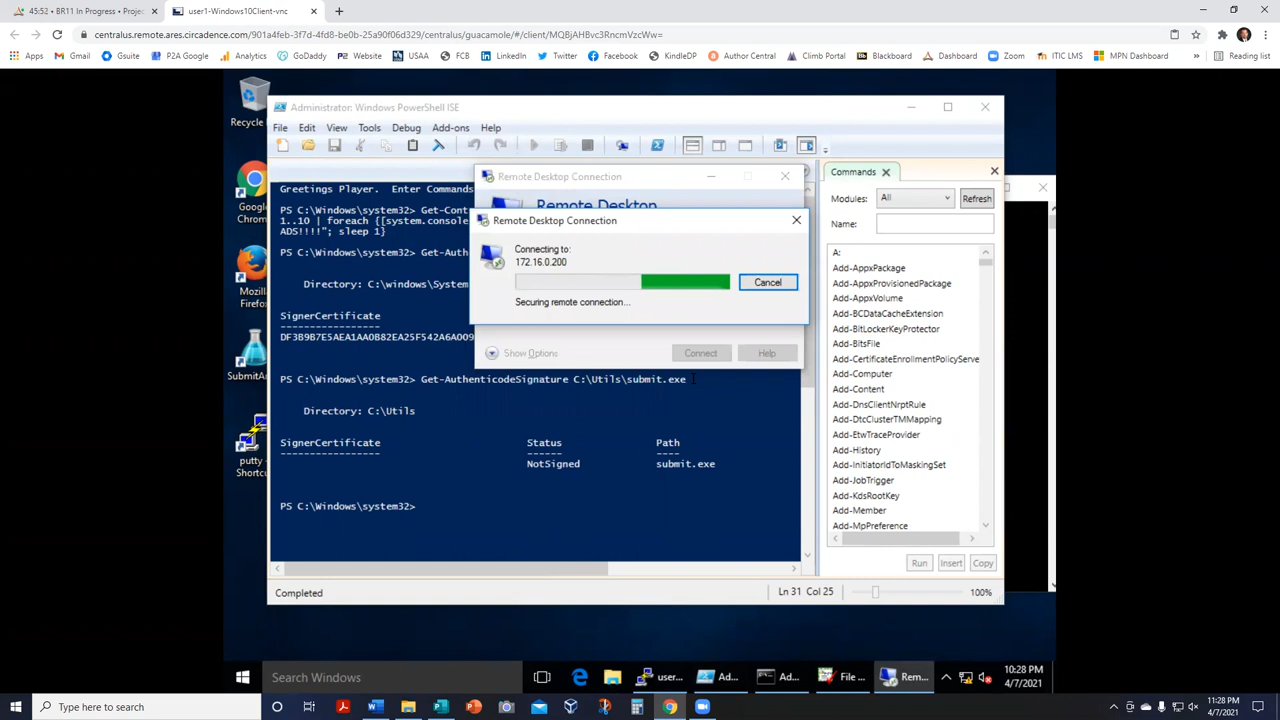 45:52 - BR11 In Progress - Projec
user1-Windows10Client-vnc
centralus.remote.ares.circadence.com/901a4feb-3f7d-4fd8-be0b-25a90f06d329/centralus/guacamole/#/client/MQBjAHBvc3RncmVzcWw=
Apps
Gmail
Gsuite
P2A Google
Analytics
GoDaddy
Website
USAA
FCB
LinkedIn
Twitter
Facebook
KindleDP
Author Central
Climb Portal
Blackboard
Dashboard
Zoom
ITIC LMS
MPN Dashboard
Reading list
Recycle
Google
Chrom
Mozill
Firefo
SubmitAn
putty -
Shortc
Administrator: Windows PowerShell ISE
File Edit View Tools Debug Add-ons Help
Greetings Player. Enter Commands
PS C:\Windows\system32> Get-Cont
1..10 | foreach {[system.console
ADS!!!!"; sleep 1}
PS C:\Windows\system32> Get-Auth
Directory: C:\windows\System
SignerCertificate
PS C:\Windows\system32> Get-AuthenticodeSignature C:\Utils\submit.exe
Directory: C:\Utils
SignerCertificate Status Path
NotSigned submit.exe
PS C:\Windows\system32>
Completed
Ln 31 Col 25
100%
Remote Desktop Connection
Remote Desktop
Remote Desktop Connection
Connecting to:
172.16.0.200
Cancel
Securing remote connection...
Show Options
Connect
Help
Commands
Modules: All Refresh
Name:
A:
Add-AppxPackage
Add-AppxProvisionedPackage
Add-AppxVolume
Add-BCDataCacheExtension
Add-BitLockerKeyProtector
Add-BitsFile
Add-CertificateEnrollmentPolicyServe
Add-Computer
Add-Content
Add-DnsClientNrptRule
Add-DtcClusterTMMapping
Add-EtwTraceProvider
Add-History
Add-InitiatorIdToMaskingSet
Add-JobTrigger
Add-KdsRootKey
Add-Member
Add-MpPreference
Run Insert Copy
Search Windows
user...
Ad...
Ad...
File ...
Rem...
10:28 PM
4/7/2021
Type here to search
11:28 PM
4/7/2021